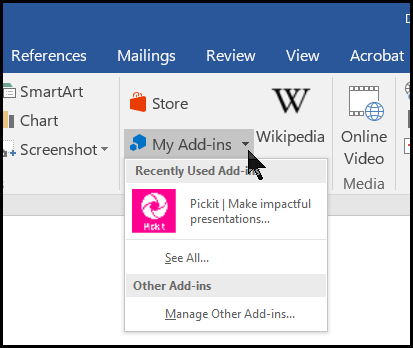 References Mailings Review View Acrobat
SmartArt
Chart
Screenshot
Store
My Add-ins
W
Wikipedia
Online
Video
Media
Recently Used Add-ins
Pickit
Pickit | Make impactful
presentations...
See All...
Other Add-ins
Manage Other Add-ins...